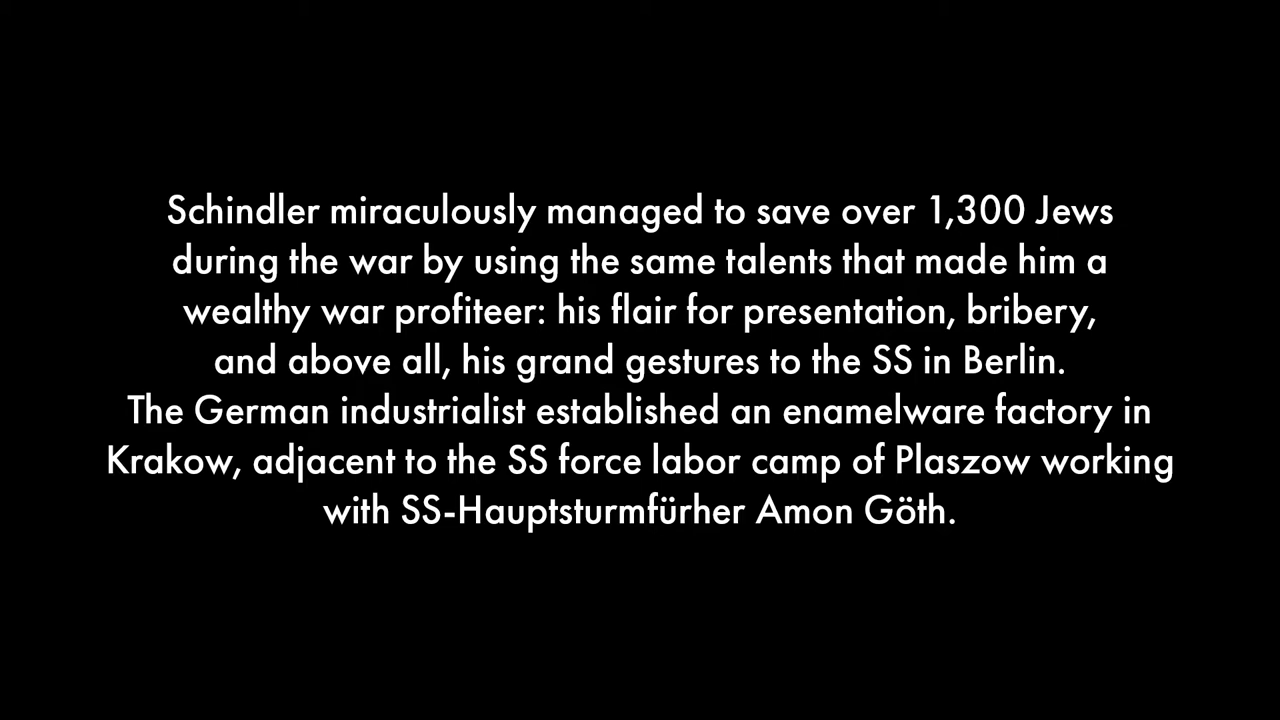 Schindler miraculously managed to save over 1,300 Jews
during the war by using the same talents that made him a
wealthy war profiteer: his flair for presentation, bribery,
and above all, his grand gestures to the SS in Berlin.
The German industrialist established an enamelware factory in
Krakow, adjacent to the SS force labor camp of Plaszow working
with SS-Hauptsturmfürher Amon Göth.